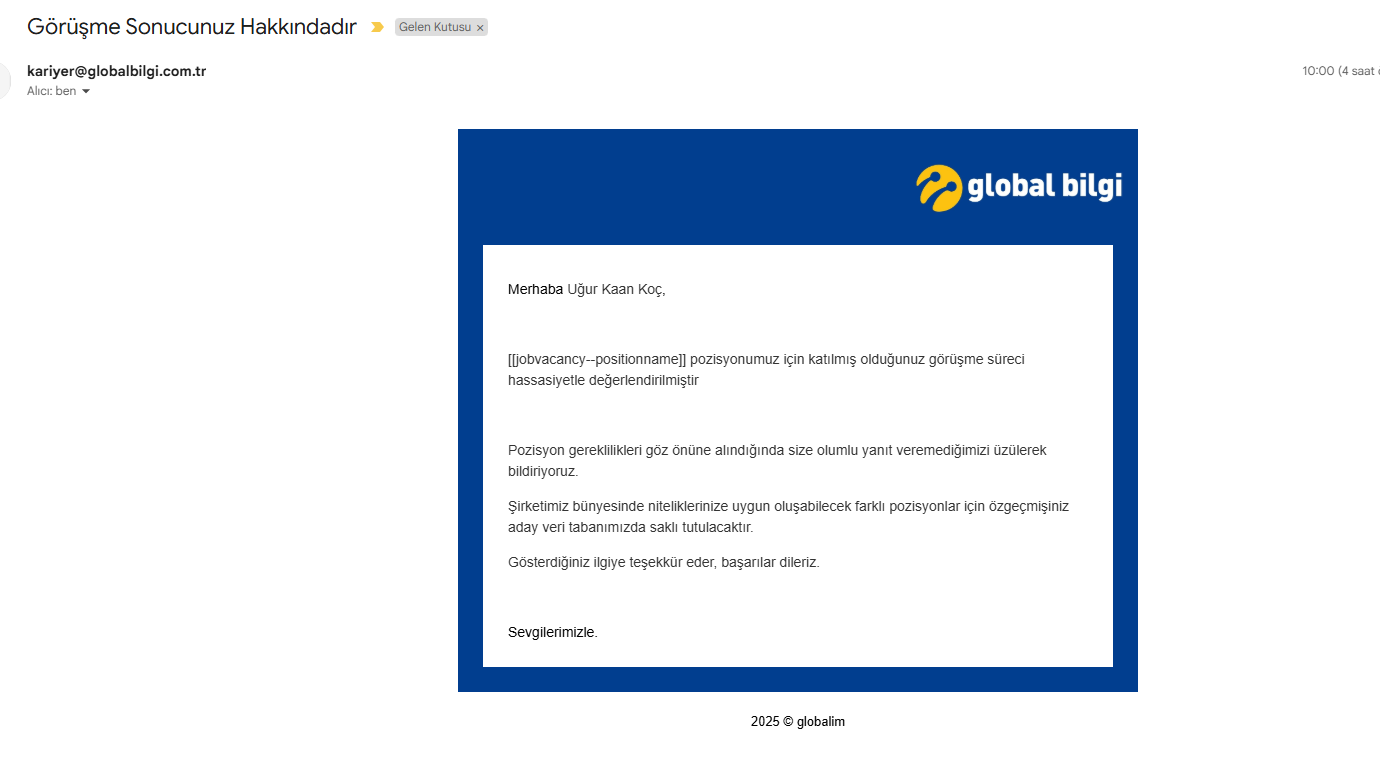 Görüşme Sonucunuz Hakkındadır
Gelen Kutusu ×
kariyer@globalbilgi.com.tr
10:00 (4 saat
Alıcı: ben
global bilgi
Merhaba Uğur Kaan Koç,
[[jobvacancy--positionname]] pozisyonumuz için katılmış olduğunuz görüşme süreci
hassasiyetle değerlendirilmiştir
Pozisyon gereklilikleri göz önüne alındığında size olumlu yanıt veremediğimizi üzülerek
bildiriyoruz.
Şirketimiz bünyesinde niteliklerinize uygun oluşabilecek farklı pozisyonlar için özgeçmişiniz
aday veri tabanımızda saklı tutulacaktır.
Gösterdiğiniz ilgiye teşekkür eder, başarılar dileriz.
Sevgilerimizle.
2025 © globalim